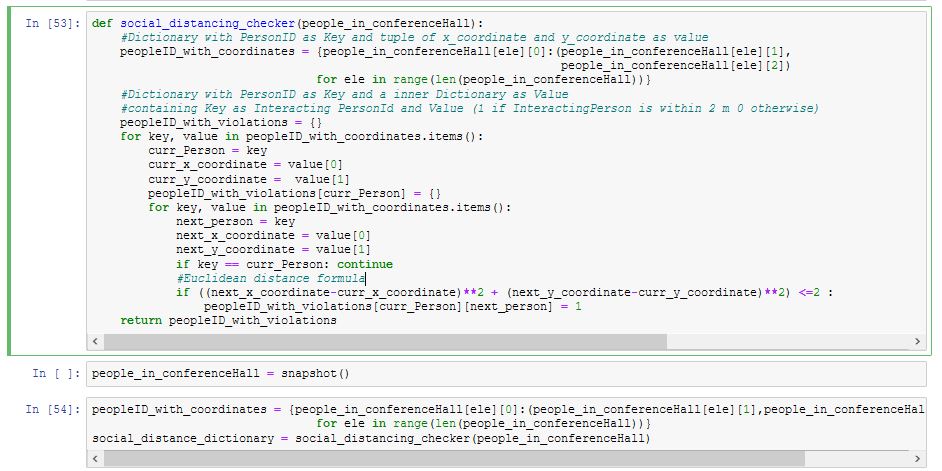 In [53]: def social_distancing_checker(people_in_conferenceHall):
#Dictionary with PersonID as Key and tuple of x_coordinate and y_coordinate as value
peopleID_with_coordinates = {people_in_conferenceHall[ele][0]:(people_in_conferenceHall[ele][1],
people_in_conferenceHall[ele][2])
for ele in range(len(people_in_conferenceHall))}
#Dictionary with PersonID as Key and a inner Dictionary as Value
#containing Key as Interacting PersonId and Value (1 if InteractingPerson is within 2 m 0 otherwise)
peopleID_with_violations = {}
for key, value in peopleID_with_coordinates.items():
curr_Person = key
curr_x_coordinate = value[0]
curr_y_coordinate =  value[1]
peopleID_with_violations[curr_Person] = {}
for key, value in peopleID_with_coordinates.items():
next_person = key
next_x_coordinate = value[0]
next_y_coordinate = value[1]
if key == curr_Person: continue
#Euclidean distance formula
if ((next_x_coordinate-curr_x_coordinate)**2 + (next_y_coordinate-curr_y_coordinate)**2) <=2 :
peopleID_with_violations[curr_Person][next_person] = 1
return peopleID_with_violations
In [ ]: people_in_conferenceHall = snapshot()
In [54]: peopleID_with_coordinates = {people_in_conferenceHall[ele][0]:(people_in_conferenceHall[ele][1],people_in_conferenceHal
for ele in range(len(people_in_conferenceHall))}
social_distance_dictionary = social_distancing_checker(people_in_conferenceHall)